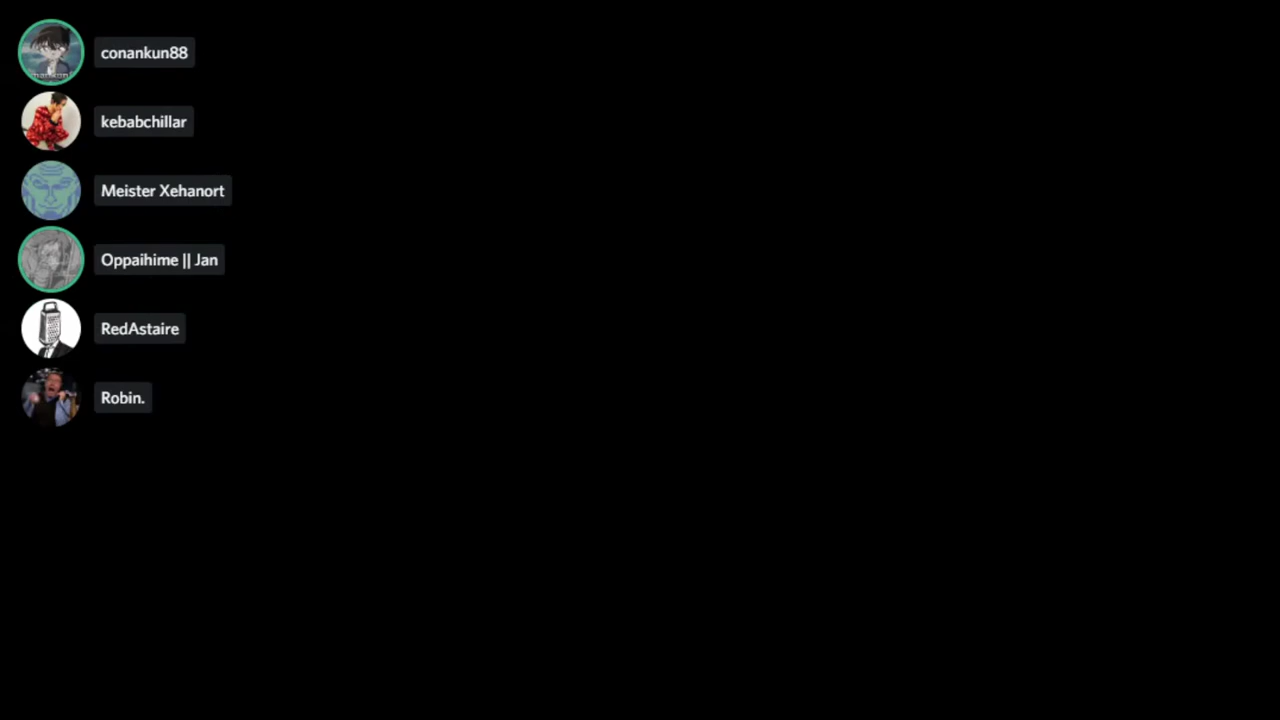 conankun88
kebabchillar
Meister Xehanort
Oppaihime || Jan
RedAstaire
Robin.